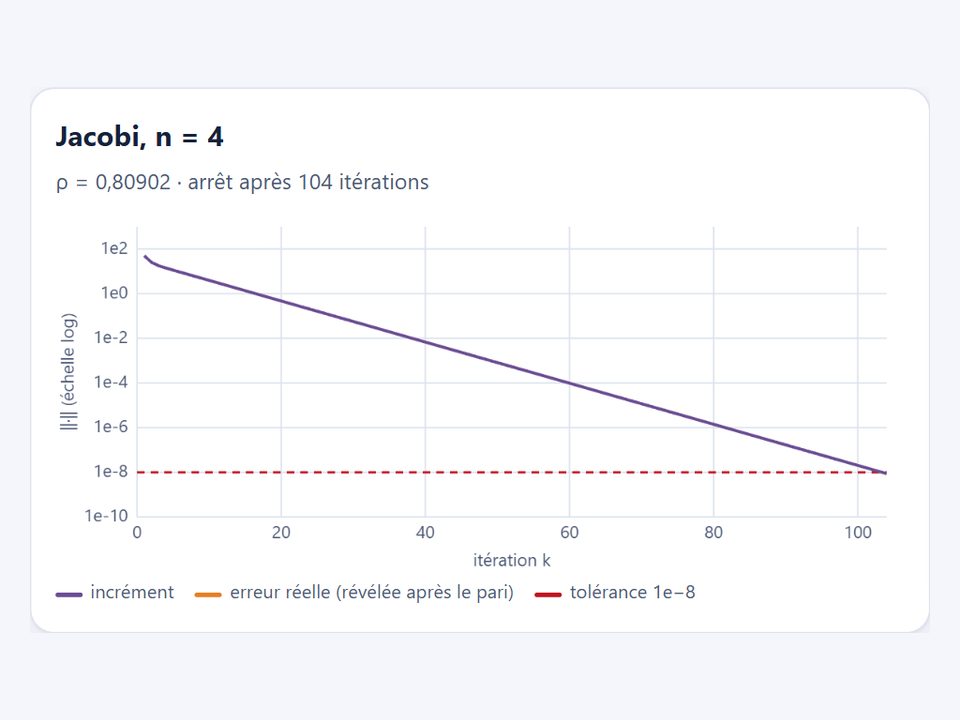 Jacobi, n = 4
ρ = 0,80902 · arrêt après 104 itérations
1e2
1e0
1e-2
1e-4
1e-6
1e-8
1e-10
||·|| (échelle log)
0 20 40 60 80 100
itération k
incrément erreur réelle (révélée après le pari) tolérance 1e−8